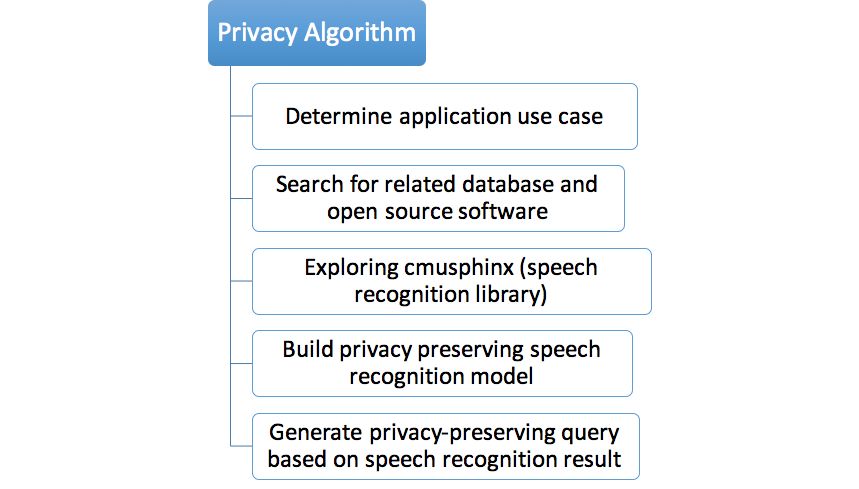 Privacy Algorithm
Determine application use case
Search for related database and
open source software
Exploring cmusphinx (speech
recognition library)
Build privacy preserving speech
recognition model
Generate privacy-preserving query
based on speech recognition result